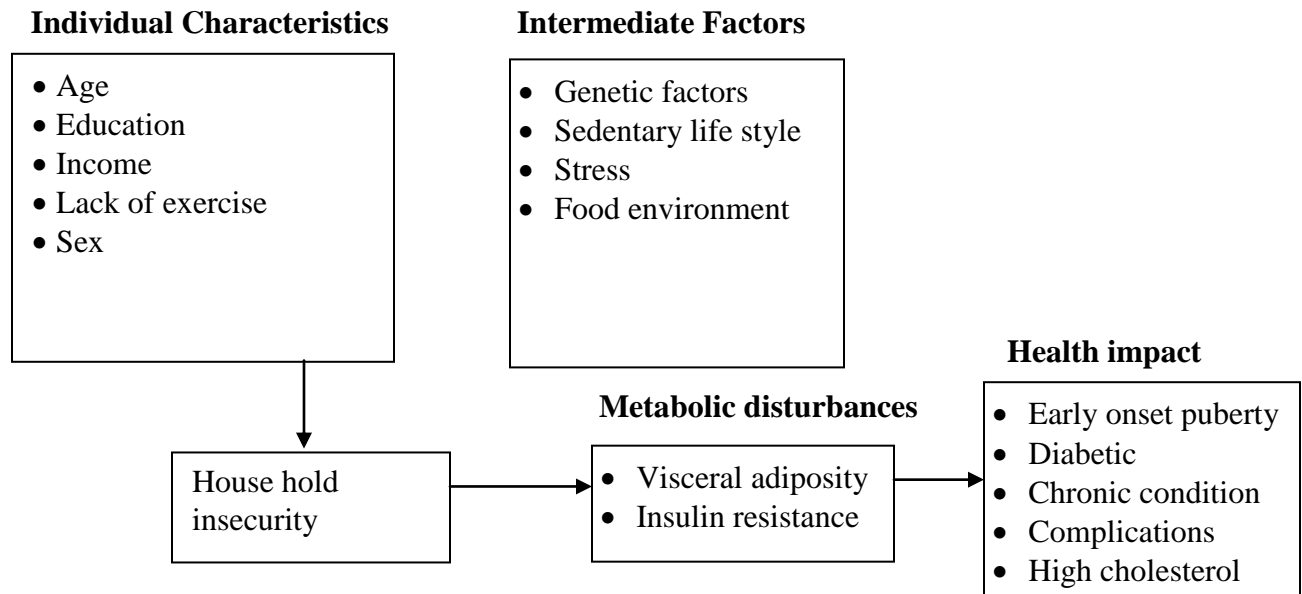 Individual Characteristics
• Age
• Education
• Income
• Lack of exercise
• Sex
Intermediate Factors
• Genetic factors
• Sedentary life style
• Stress
• Food environment
House hold
insecurity
Metabolic disturbances
• Visceral adiposity
• Insulin resistance
Health impact
• Early onset puberty
• Diabetic
• Chronic condition
• Complications
• High cholesterol